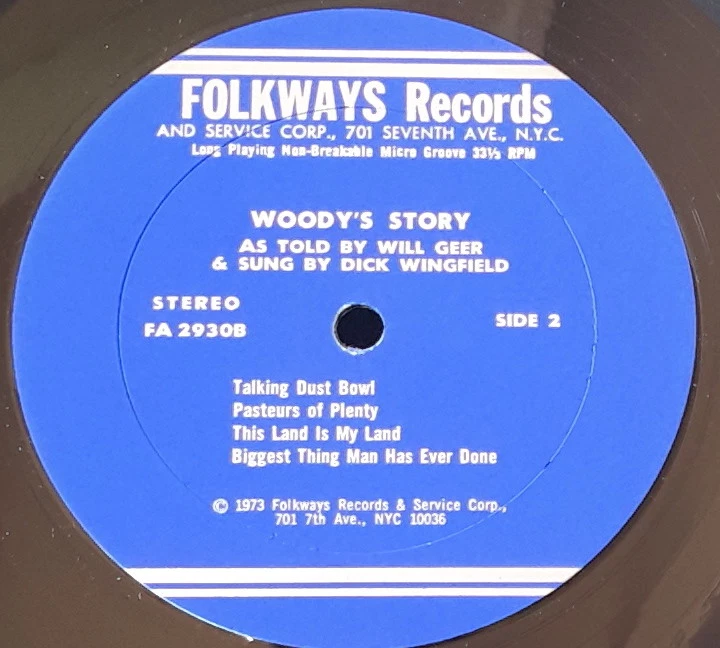 FOLKWAYS Records
AND SERVICE CORP., 701 SEVENTH AVE., N.Y.C.
Long Playing Non-Breakable Micro Groove 33⅓ RPM
WOODY'S STORY
AS TOLD BY WILL GEER
& SUNG BY DICK WINGFIELD
STEREO
FA 2930B
SIDE 2
Talking Dust Bowl
Pasteurs of Plenty
This Land Is My Land
Biggest Thing Man Has Ever Done
© 1973 Folkways Records & Service Corp.,
701 7th Ave., NYC 10036